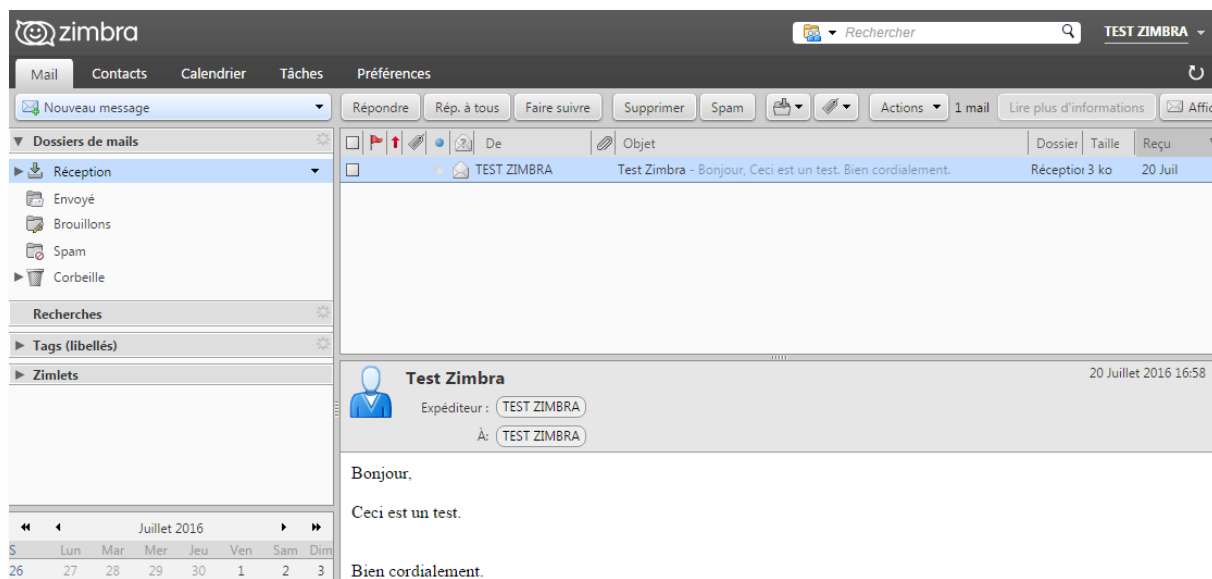 zimbra Rechercher TEST ZIMBRA
Mail Contacts Calendrier Tâches Préférences
Nouveau message Répondre Rép. à tous Faire suivre Supprimer Spam Actions 1 mail Lire plus d'informations Affic
Dossiers de mails De Objet Dossier Taille Reçu
Réception TEST ZIMBRA Test Zimbra - Bonjour, Ceci est un test. Bien cordialement. Réception 3 ko 20 Juil
Envoyé
Brouillons
Spam
Corbeille
Recherches
Tags (libellés)
Zimlets
Test Zimbra 20 Juillet 2016 16:58
Expéditeur : TEST ZIMBRA
À: TEST ZIMBRA
Bonjour,
Ceci est un test.
Bien cordialement.
Juillet 2016
S Lun Mar Mer Jeu Ven Sam Dim
26 27 28 29 30 1 2 3